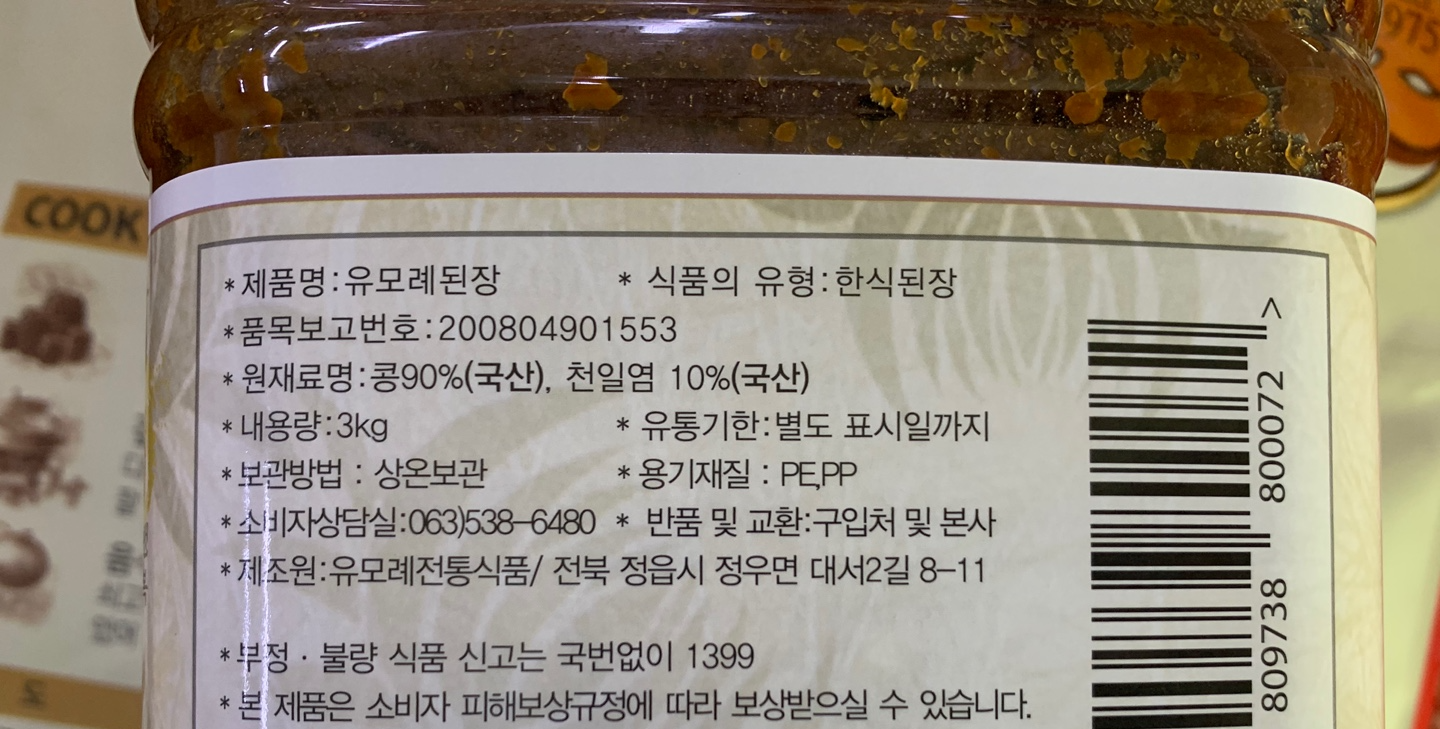 975
COOK
*제품명:유모례된장 * 식품의 유형:한식된장
*품목보고번호:200804901553
*원재료명:콩90%(국산), 천일염 10%(국산)
*내용량:3kg * 유통기한:별도 표시일까지
*보관방법 : 상온보관 *용기재질 : PE,PP
*소비자상담실:063)538-6480 * 반품 및 교환:구입처 및 본사
*제조원:유모례전통식품/ 전북 정읍시 정우면 대서2길 8-11
*부정·불량 식품 신고는 국번없이 1399
*본 제품은 소비자 피해보상규정에 따라 보상받으실 수 있습니다.
809738 800072 >